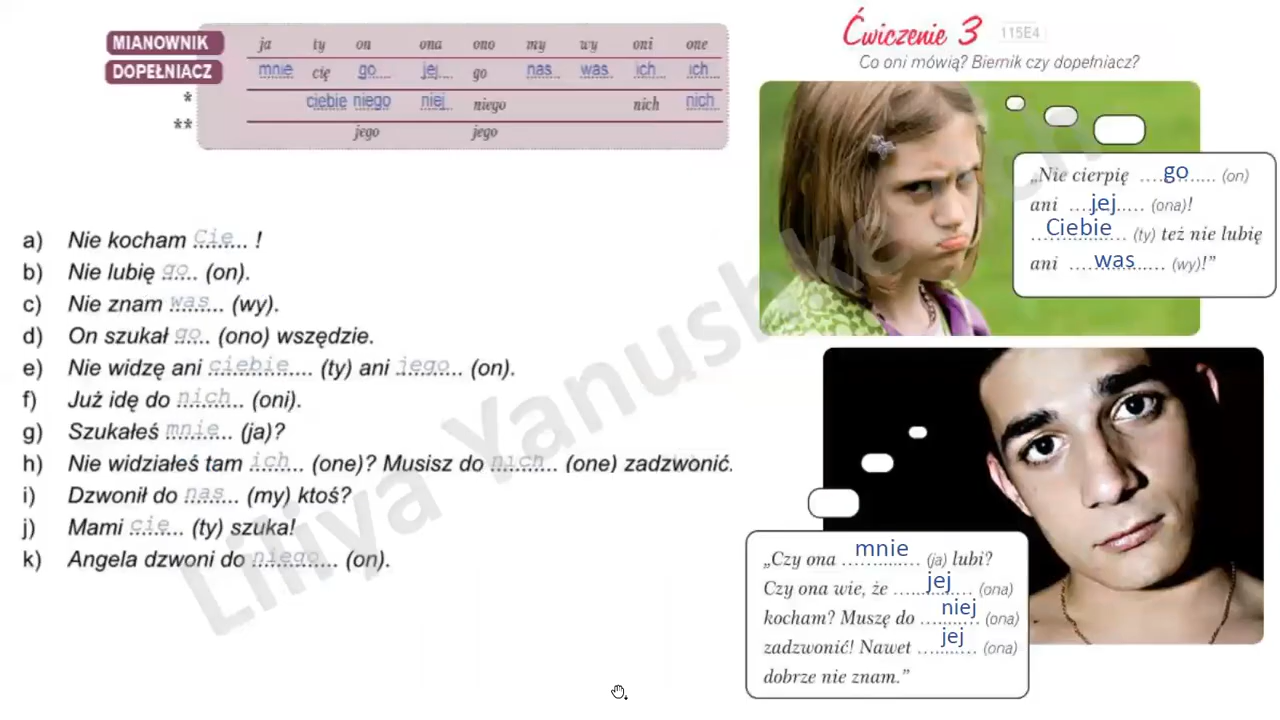 MIANOWNIK ja ty on ona ono my wy oni one
DOPEŁNIACZ mnie cię go jej go nas was ich ich
* ciebie niego niej niego nich nich
** jego jego
a) Nie kocham Cie !
b) Nie lubię go (on).
c) Nie znam was (wy).
d) On szukał go (ono) wszędzie.
e) Nie widzę ani ciebie (ty) ani jego (on).
f) Już idę do nich (oni).
g) Szukałeś mnie (ja)?
h) Nie widziałeś tam ich (one)? Musisz do nich (one) zadzwonić.
i) Dzwonił do nas (my) ktoś?
j) Mami cie (ty) szuka!
k) Angela dzwoni do niego (on).
Ćwiczenie 3 115E4
Co oni mówią? Biernik czy dopełniacz?
„Nie cierpię go (on)
ani jej (ona)!
Ciebie (ty) też nie lubię
ani was (wy)!”
„Czy ona mnie (ja) lubi?
Czy ona wie, że jej (ona)
kocham? Muszę do niej (ona)
zadzwonić! Nawet jej (ona)
dobrze nie znam.”